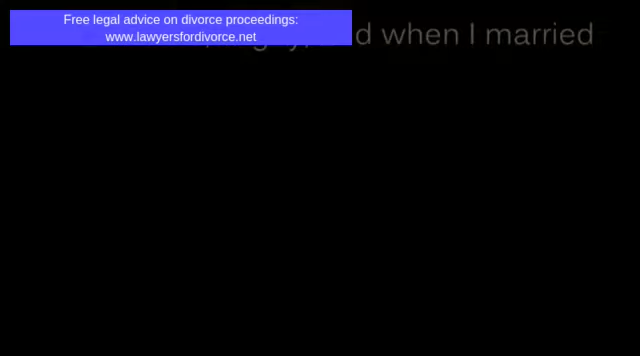 Free legal advice on divorce proceedings:
www.lawyersfordivorce.net
when I married